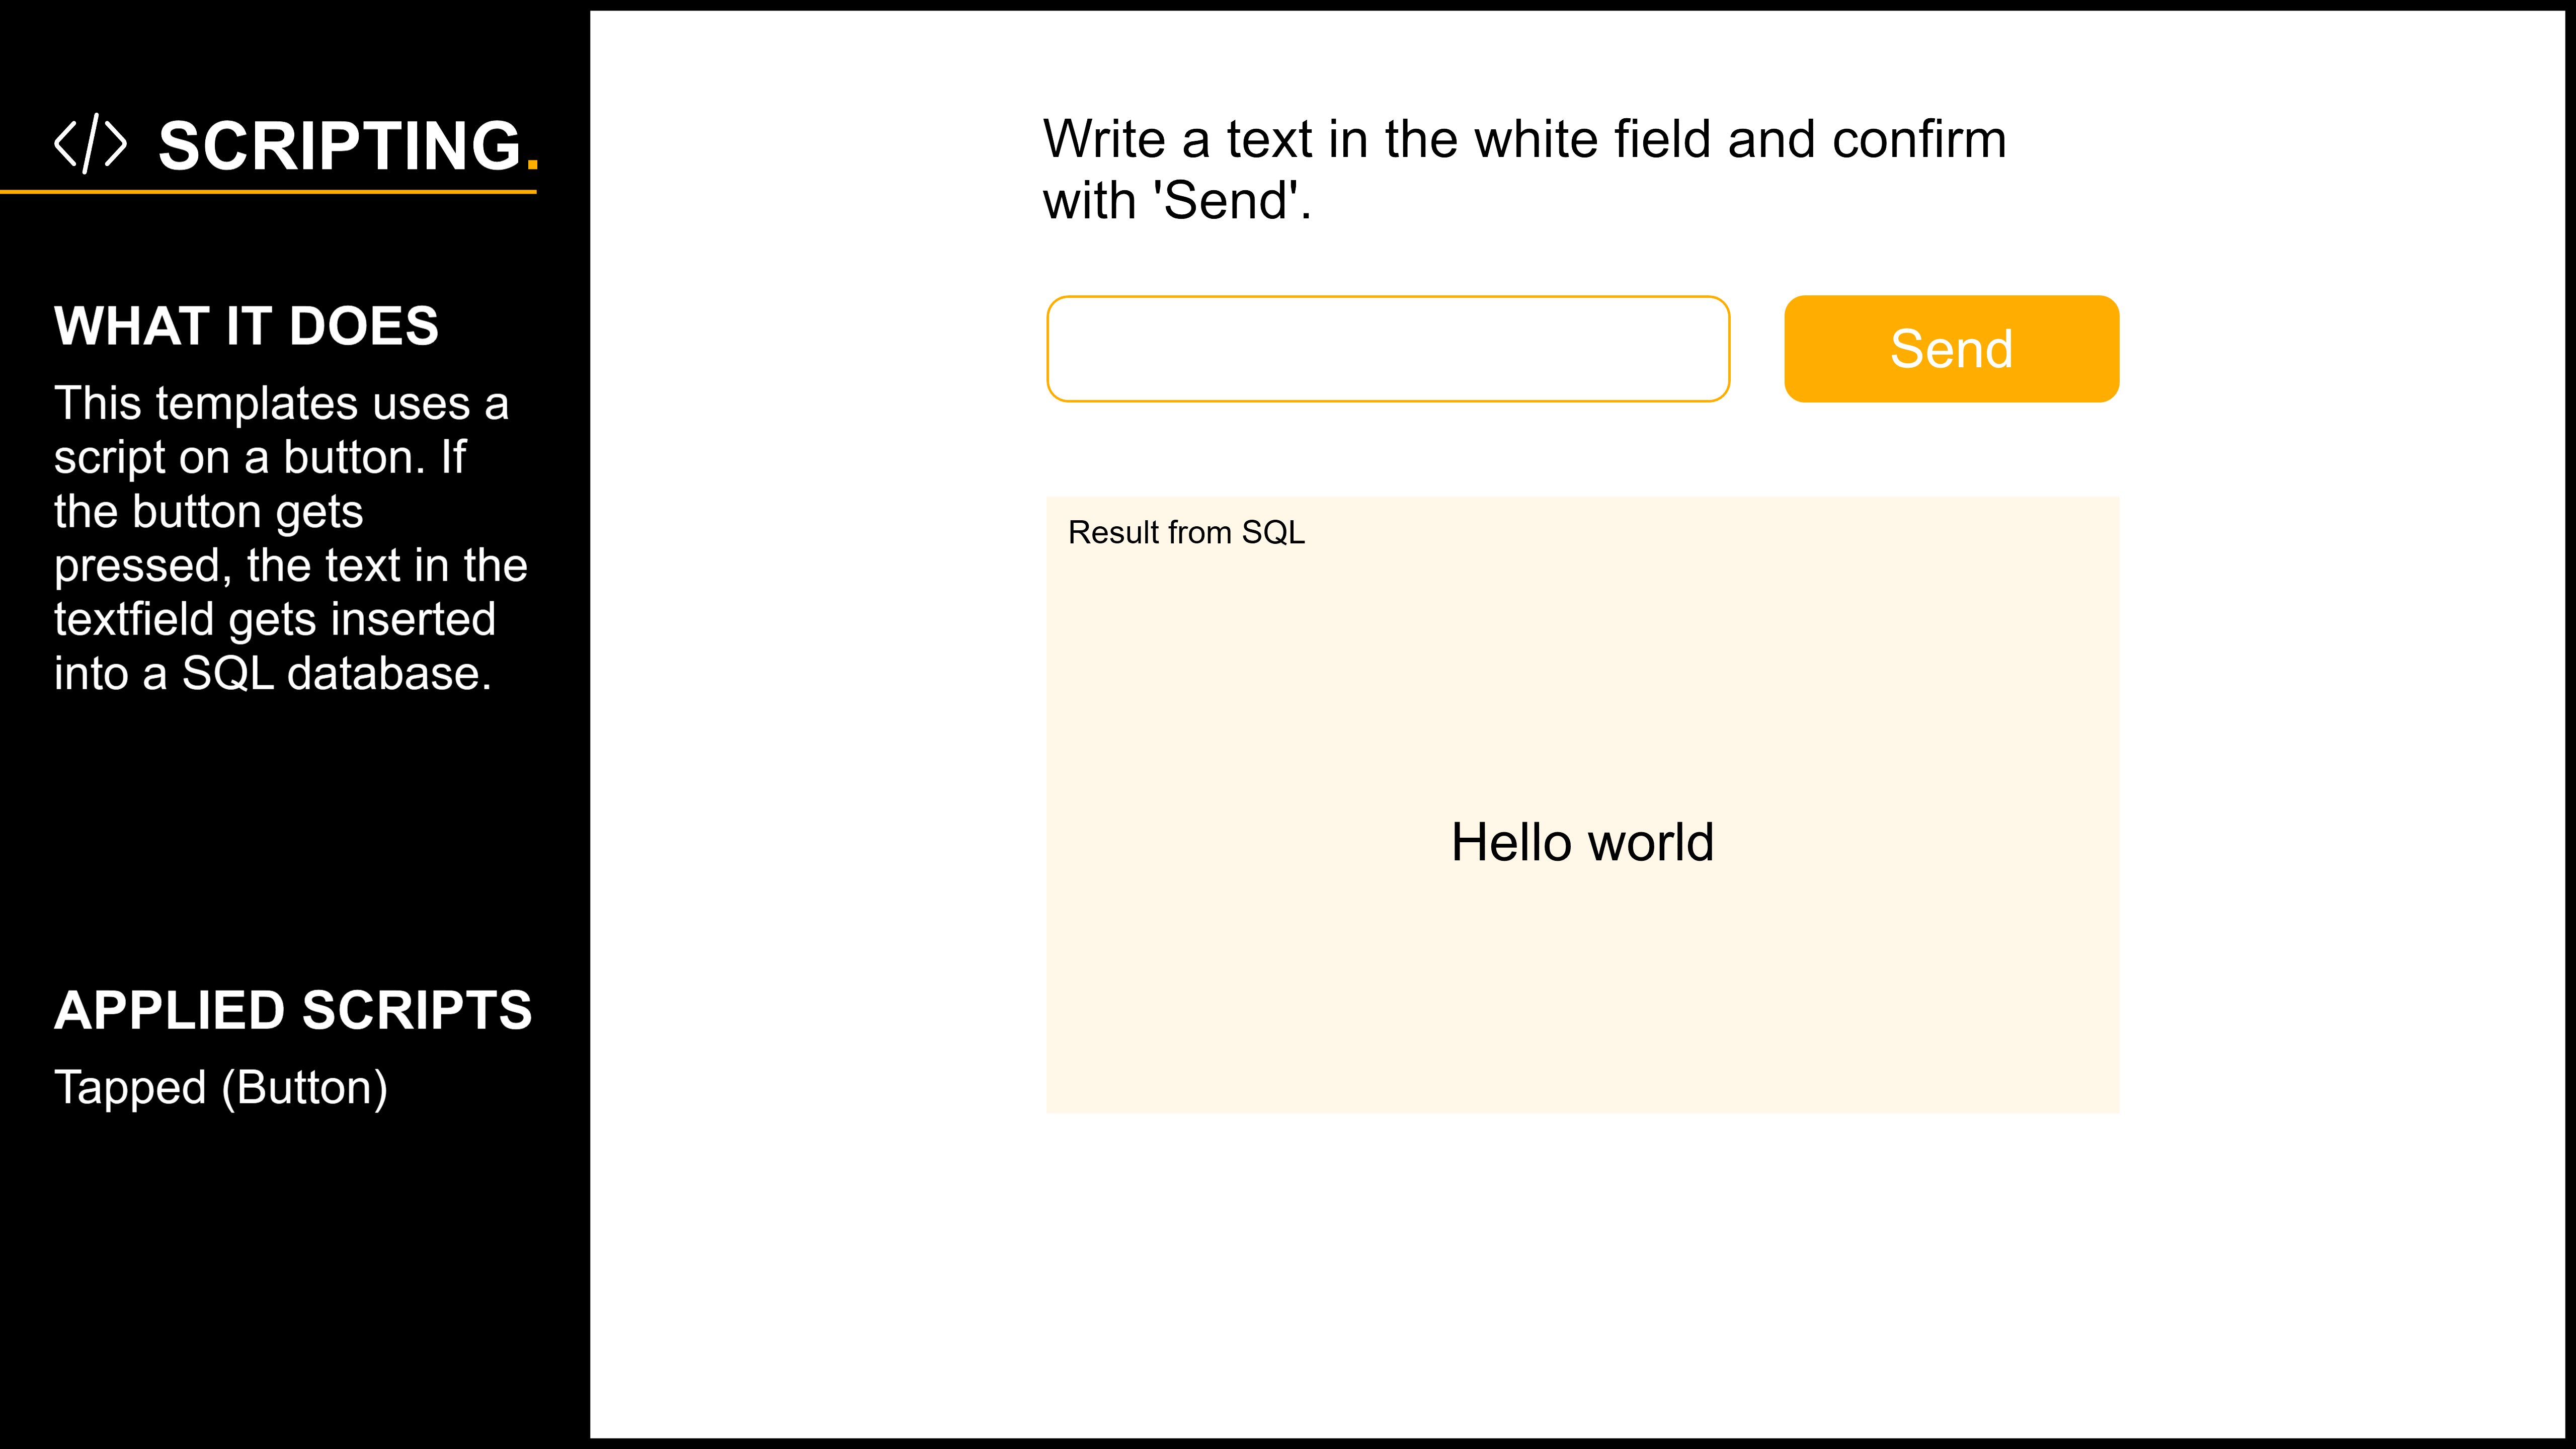 </> SCRIPTING.
WHAT IT DOES
This templates uses a
script on a button. If
the button gets
pressed, the text in the
textfield gets inserted
into a SQL database.
APPLIED SCRIPTS
Tapped (Button)
Write a text in the white field and confirm
with 'Send'.
Send
Result from SQL
Hello world